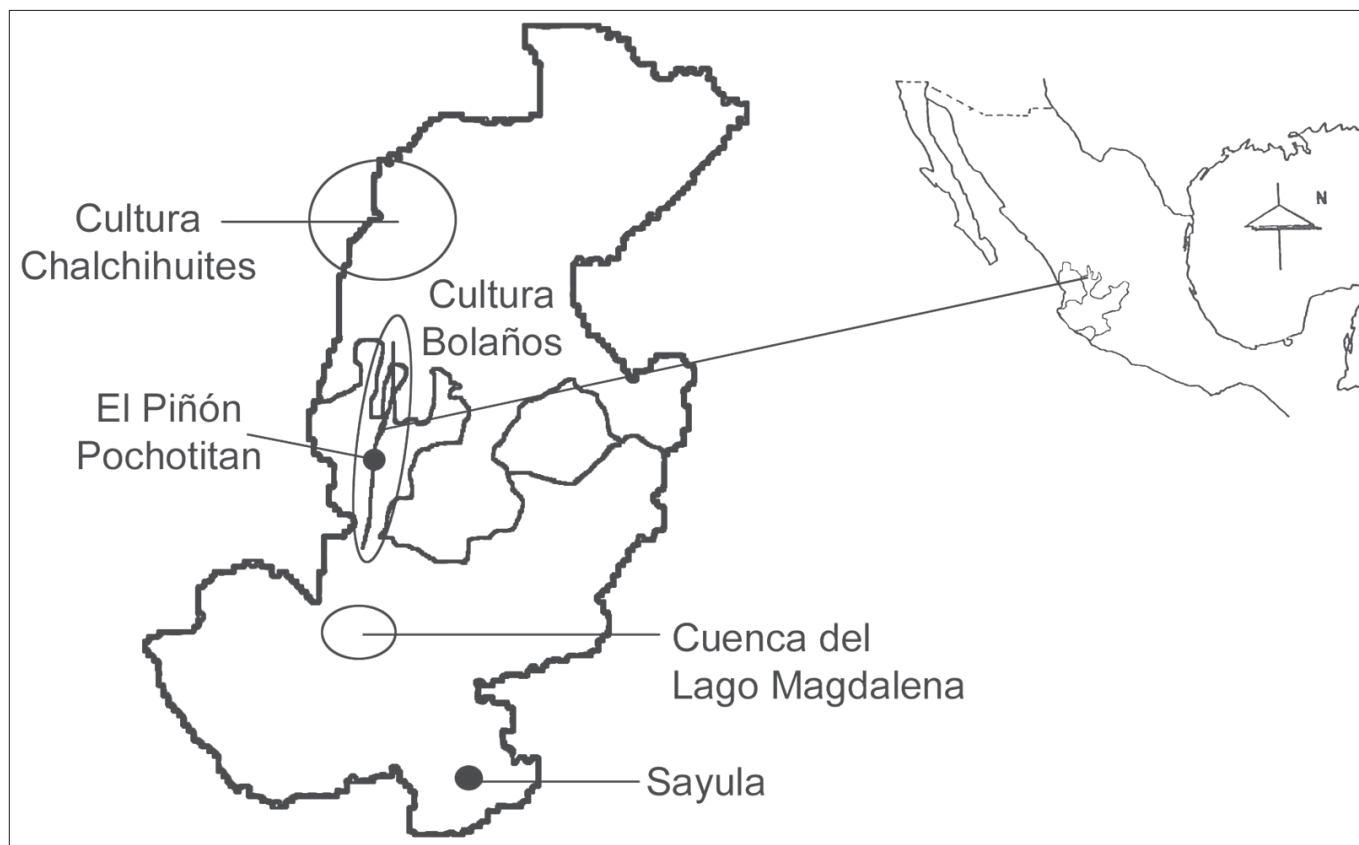 Cultura
Chalchihuites
Cultura
Bolaños
El Piñón
Pochotitan
Cuenca del
Lago Magdalena
Sayula
N